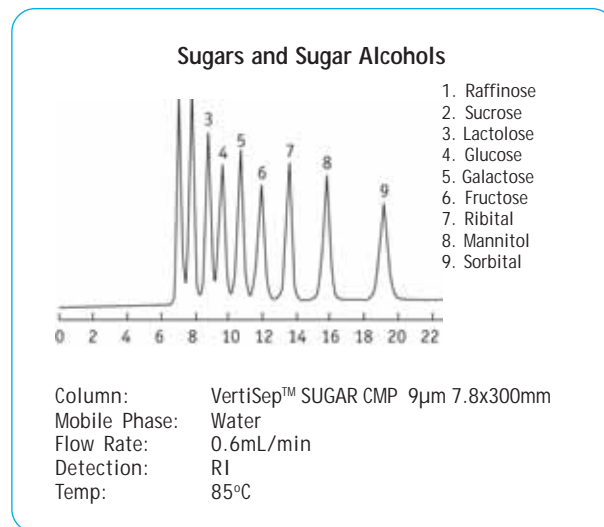 Sugars and Sugar Alcohols
1. Raffinose
2. Sucrose
3. Lactolose
4. Glucose
5. Galactose
6. Fructose
7. Ribital
8. Mannitol
9. Sorbital
3
4
5
6
7
8
9
0 2 4 6 8 10 12 14 16 18 20 22
Column: VertiSep™ SUGAR CMP 9µm 7.8x300mm
Mobile Phase: Water
Flow Rate: 0.6mL/min
Detection: RI
Temp: 85°C